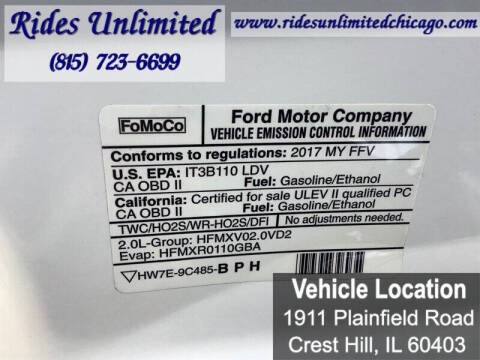 Rides Unlimited
(815) 723-6699
www.ridesunlimitedchicago.com
FoMoCo
Ford Motor Company
VEHICLE EMISSION CONTROL INFORMATION
Conforms to regulations: 2017 MY FFV
U.S. EPA: IT3B110 LDV
CA OBD II Fuel: Gasoline/Ethanol
California: Certified for sale ULEV II qualified PC
CA OBD II Fuel: Gasoline/Ethanol
TWC/HO2S/WR-HO2S/DFI No adjustments needed.
2.0L-Group: HFMXV02.0VD2
Evap: HFMXR0110GBA
HW7E-9C485-B P H
Vehicle Location
1911 Plainfield Road
Crest Hill, IL 60403